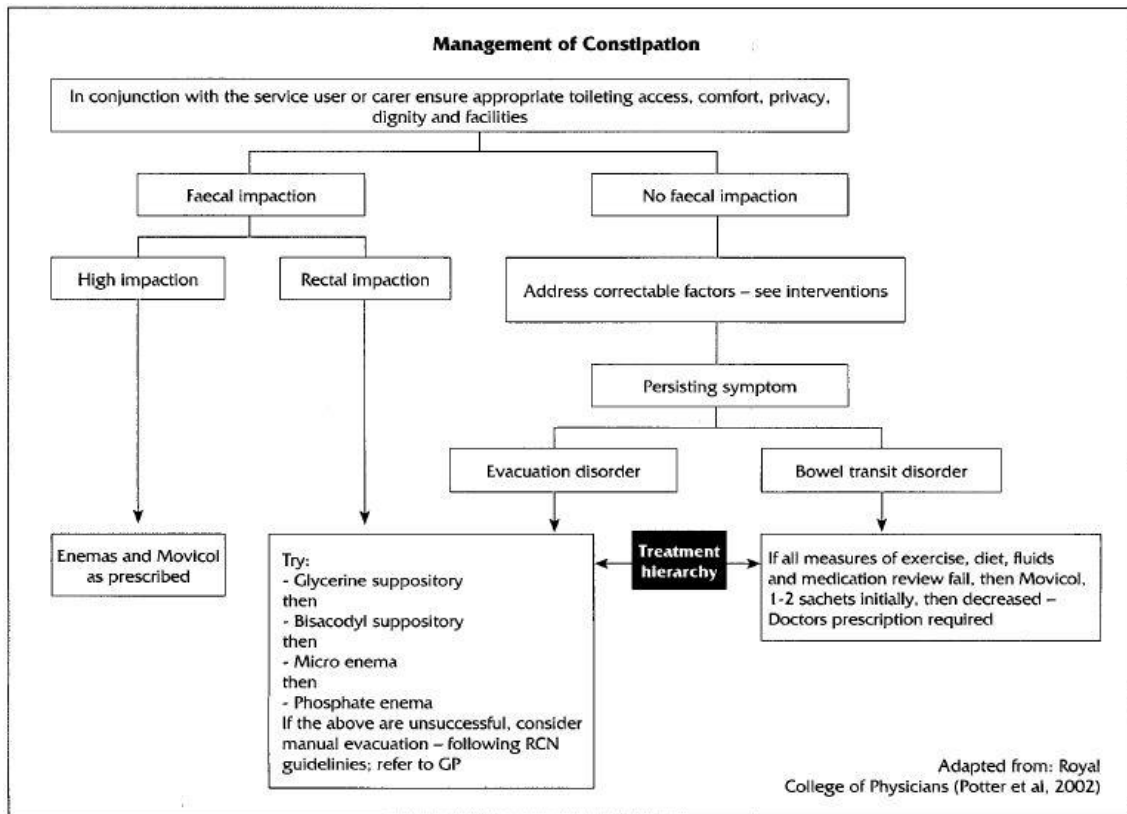 Management of Constipation
In conjunction with the service user or carer ensure appropriate toileting access, comfort, privacy,
dignity and facilities
Faecal impaction
No faecal impaction
High impaction
Rectal impaction
Address correctable factors – see interventions
Persisting symptom
Evacuation disorder
Bowel transit disorder
Enemas and Movicol
as prescribed
Try:
- Glycerine suppository
then
- Bisacodyl suppository
then
- Micro enema
then
- Phosphate enema
If the above are unsuccessful, consider
manual evacuation – following RCN
guidelinies; refer to GP
Treatment
hierarchy
If all measures of exercise, diet, fluids
and medication review fail, then Movicol,
1-2 sachets initially, then decreased –
Doctors prescription required
Adapted from: Royal
College of Physicians (Potter et al, 2002)